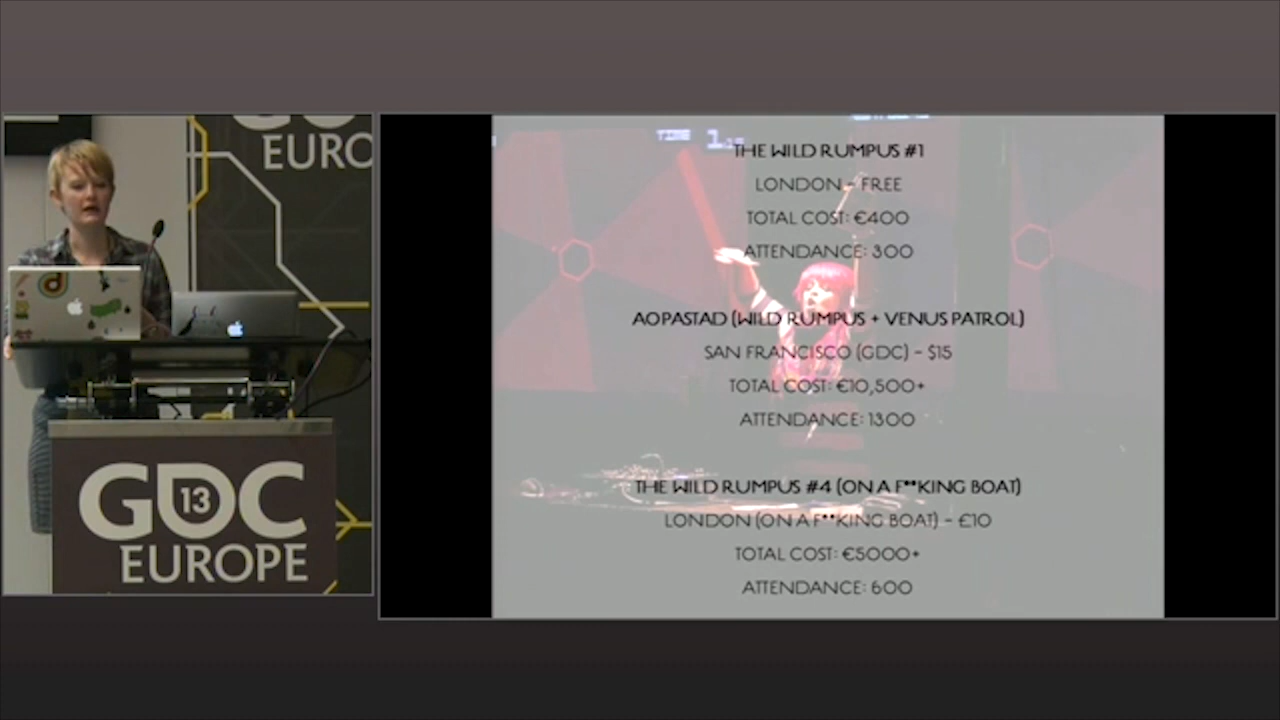 EURO
GDC
13
EUROPE
TIME
THE WILD RUMPUS #1
LONDON - FREE
TOTAL COST: €400
ATTENDANCE: 300
AOPASTAD (WILD RUMPUS + VENUS PATROL)
SAN FRANCISCO (GDC) - $15
TOTAL COST: €10,500+
ATTENDANCE: 1300
THE WILD RUMPUS #4 (ON A F**KING BOAT)
LONDON (ON A F**KING BOAT) - £10
TOTAL COST: €5000+
ATTENDANCE: 600